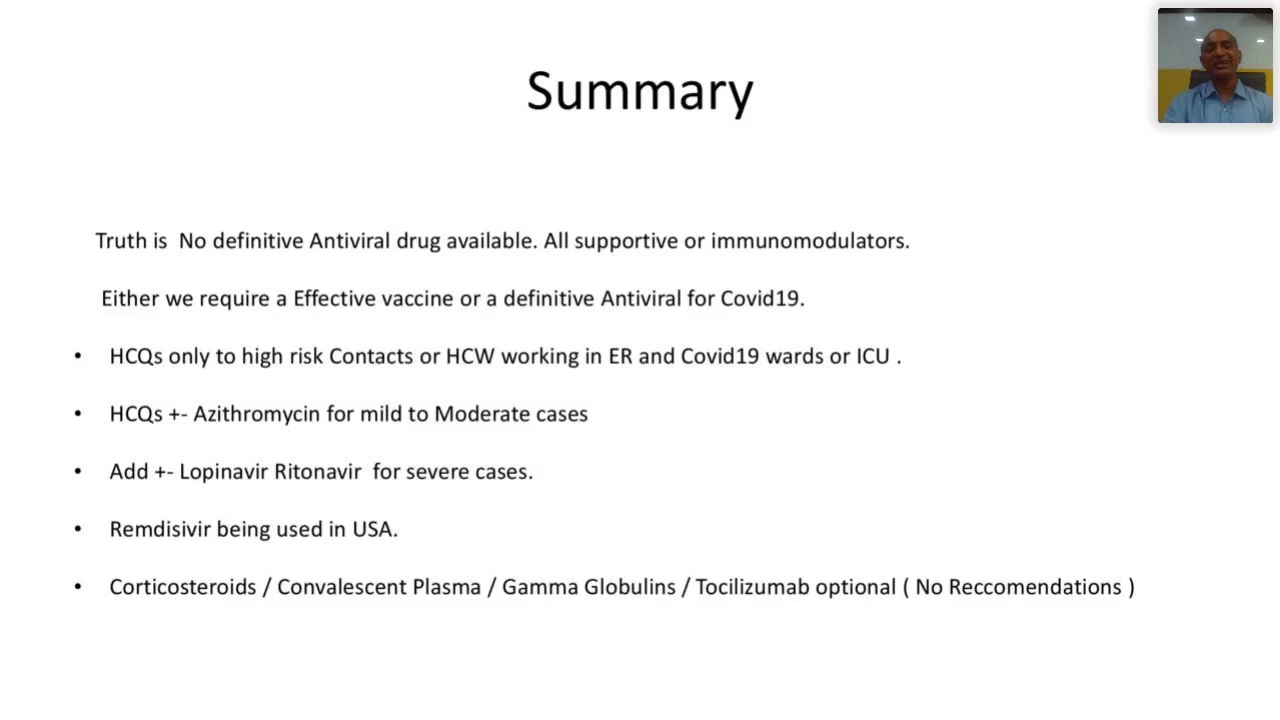 Summary
Truth is No definitive Antiviral drug available. All supportive or immunomodulators.
Either we require a Effective vaccine or a definitive Antiviral for Covid19.
• HCQs only to high risk Contacts or HCW working in ER and Covid19 wards or ICU .
• HCQs +- Azithromycin for mild to Moderate cases
• Add +- Lopinavir Ritonavir for severe cases.
• Remdisivir being used in USA.
• Corticosteroids / Convalescent Plasma / Gamma Globulins / Tocilizumab optional ( No Reccomendations )